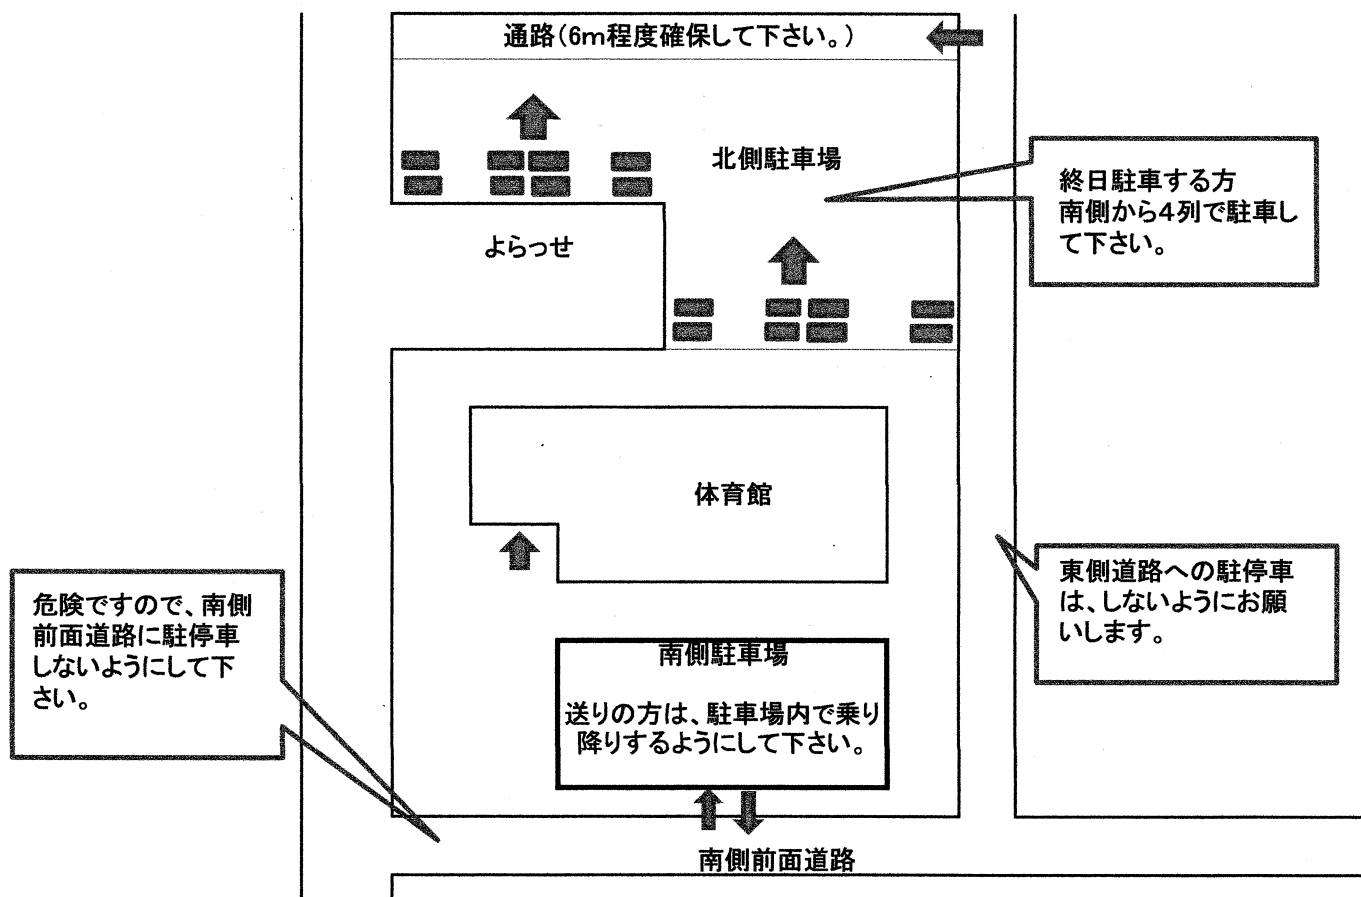 通路（6m程度確保して下さい。）
北側駐車場
終日駐車する方
南側から4列で駐車し
て下さい。
よらっせ
体育館
東側道路への駐停車
は、しないようにお願
いします。
危険ですので、南側
前面道路に駐停車
しないようにして下
さい。
南側駐車場
送りの方は、駐車場内で乗り
降りするようにして下さい。
南側前面道路